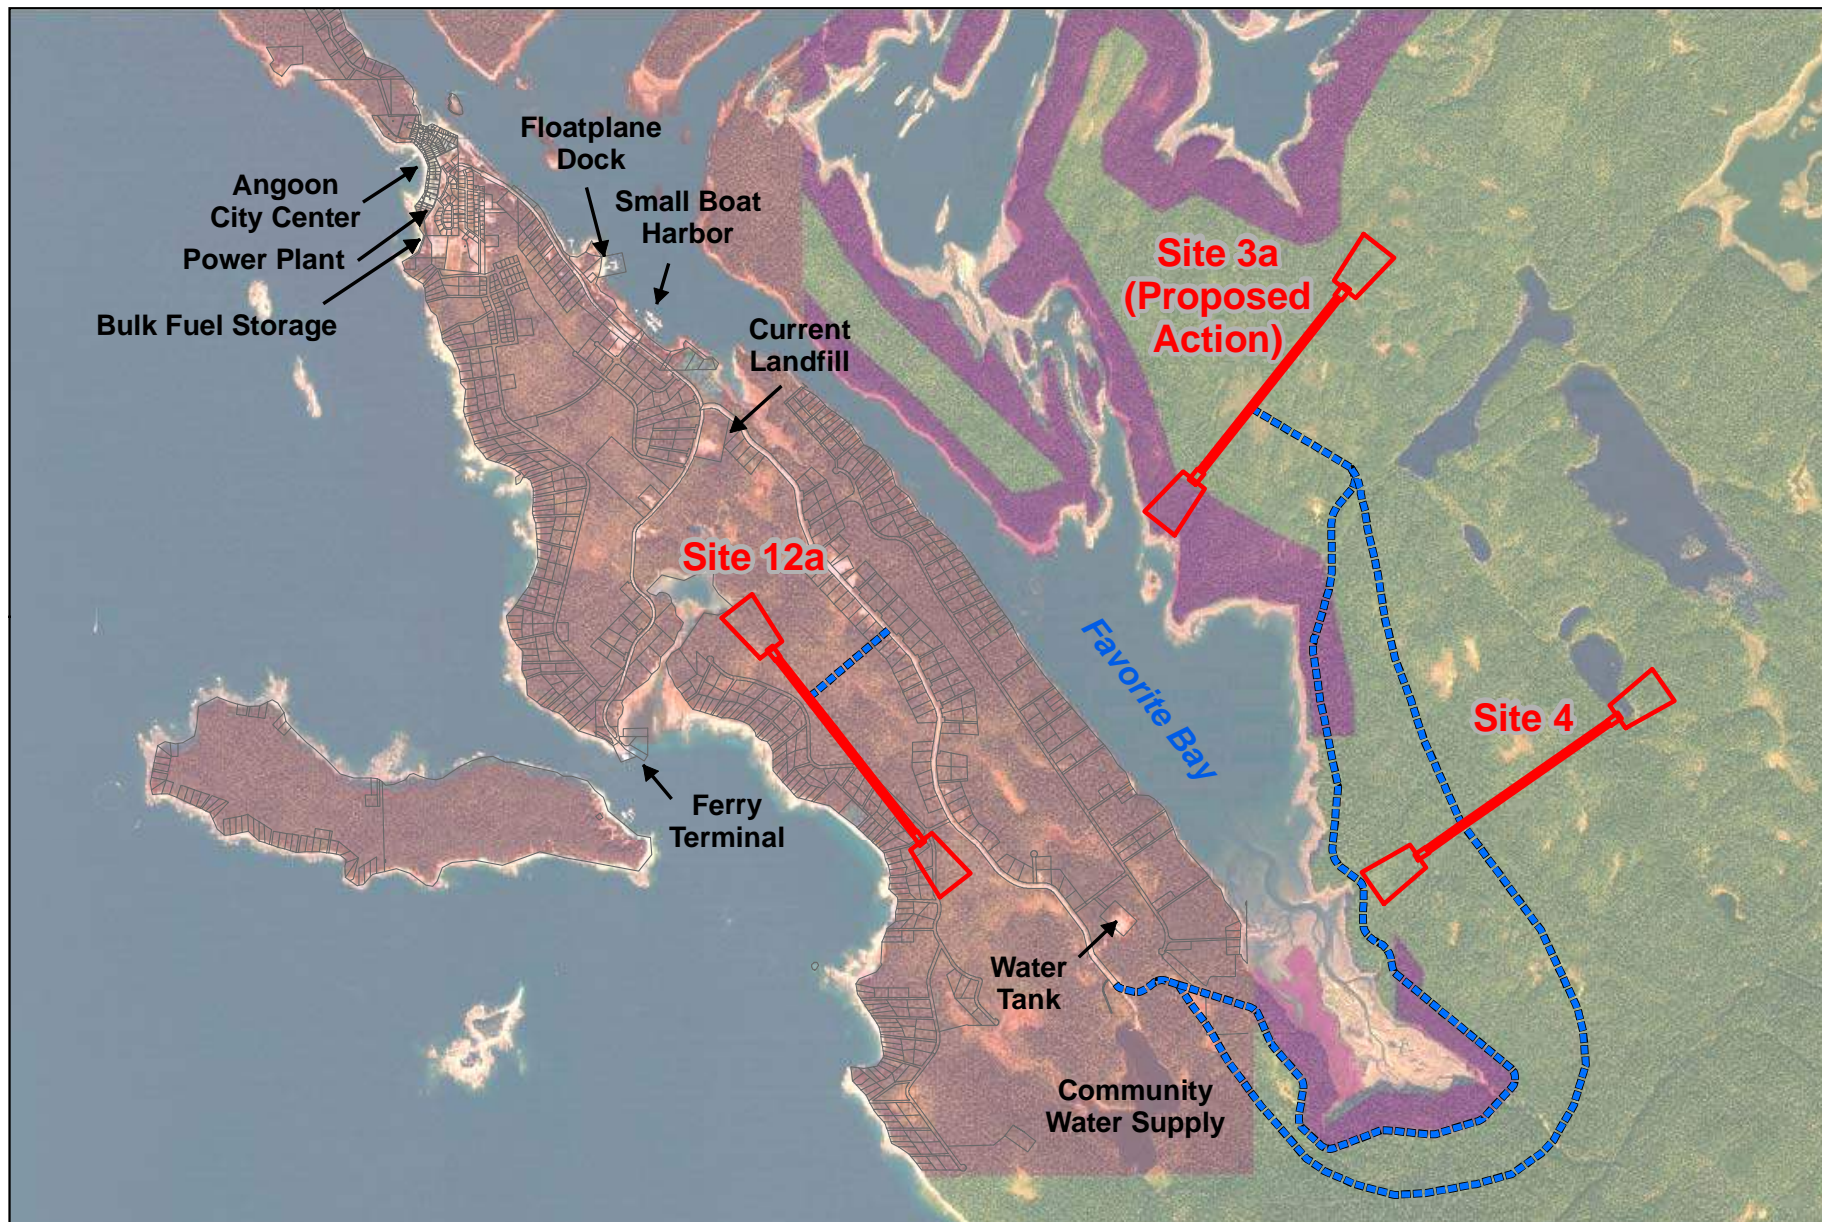 Floatplane
Dock
Angoon
City Center
Small Boat
Harbor
Power Plant
Bulk Fuel Storage
Current
Landfill
Site 3a
(Proposed
Action)
Site 12a
Favorite Bay
Site 4
Ferry
Terminal
Water
Tank
Community
Water Supply